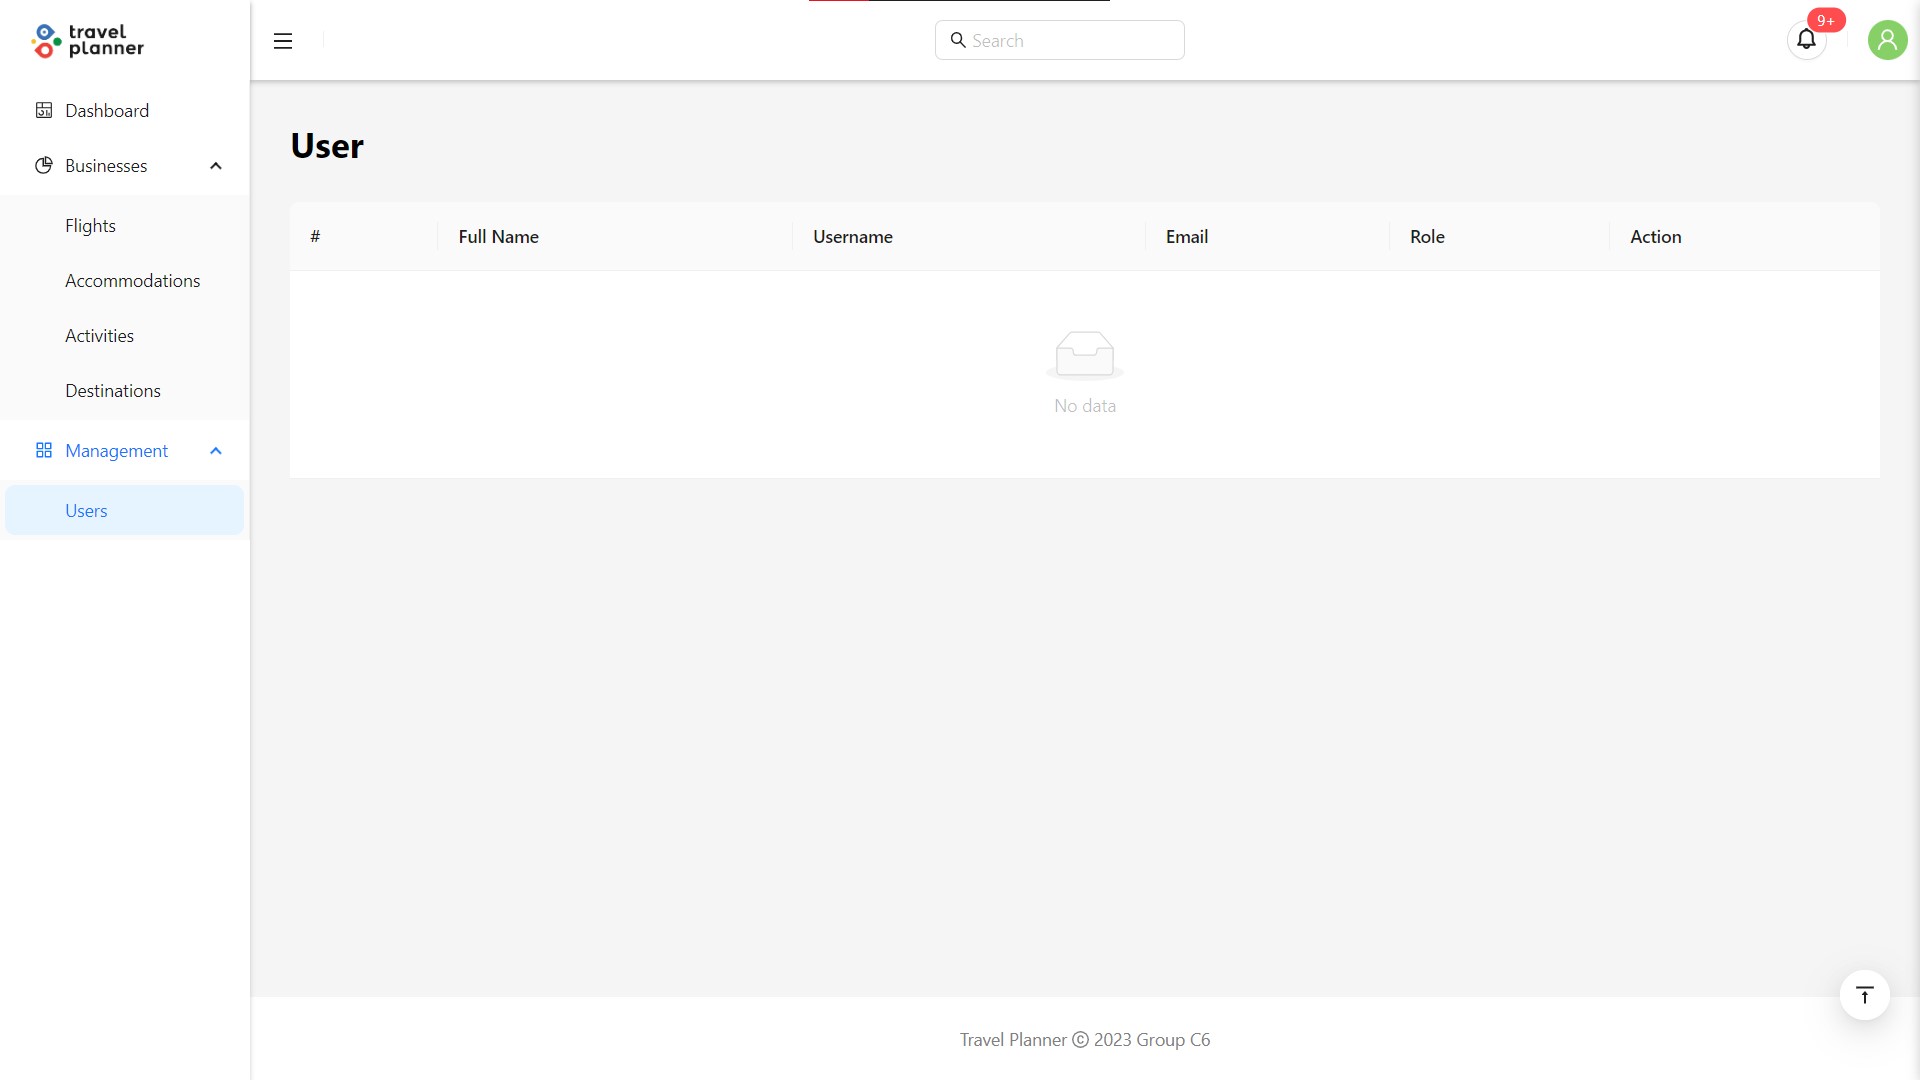 travel
planner
Search
9+
Dashboard
Businesses
Flights
Accommodations
Activities
Destinations
Management
Users
User
# Full Name Username Email Role Action
No data
Travel Planner © 2023 Group C6